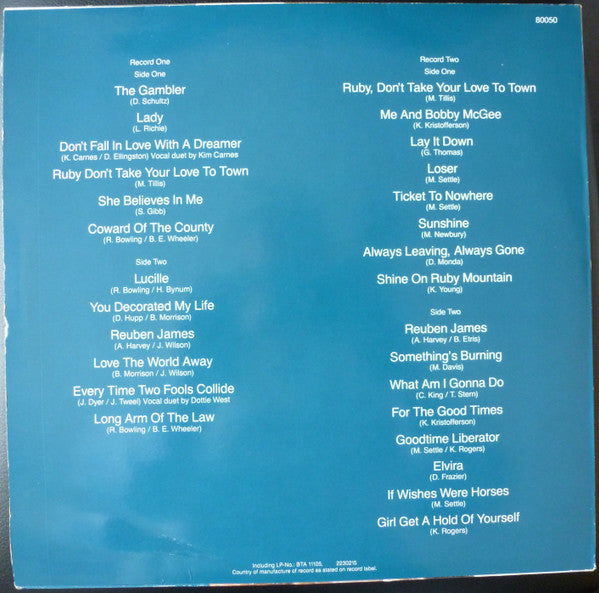 80050
Record One
Side One
The Gambler
(D. Schultz)
Lady
(L. Richie)
Don't Fall In Love With A Dreamer
(K. Carnes / D. Ellingston) Vocal duet by Kim Carnes
Ruby Don't Take Your Love To Town
(M. Tillis)
She Believes In Me
(S. Gibb)
Coward Of The County
(R. Bowling / B. E. Wheeler)
Side Two
Lucille
(R. Bowling / H. Bynum)
You Decorated My Life
(D. Hupp / B. Morrison)
Reuben James
(A. Harvey / J. Wilson)
Love The World Away
(B. Morrison / J. Wilson)
Every Time Two Fools Collide
(J. Dyer / J. Tweel) Vocal duet by Dottie West
Long Arm Of The Law
(R. Bowling / B. E. Wheeler)
Record Two
Side One
Ruby, Don't Take Your Love To Town
(M. Tillis)
Me And Bobby McGee
(K. Kristofferson)
Lay It Down
(G. Thomas)
Loser
(M. Settle)
Ticket To Nowhere
(M. Settle)
Sunshine
(M. Newbury)
Always Leaving, Always Gone
(D. Monda)
Shine On Ruby Mountain
(K. Young)
Side Two
Reuben James
(A. Harvey / B. Etris)
Something's Burning
(M. Davis)
What Am I Gonna Do
(C. King / T. Stern)
For The Good Times
(K. Kristofferson)
Goodtime Liberator
(M. Settle / K. Rogers)
Elvira
(D. Frazier)
If Wishes Were Horses
(M. Settle)
Girl Get A Hold Of Yourself
(K. Rogers)
Including LP-No.: BTA 11105, 2230215
Country of manufacture of record as stated on record label.